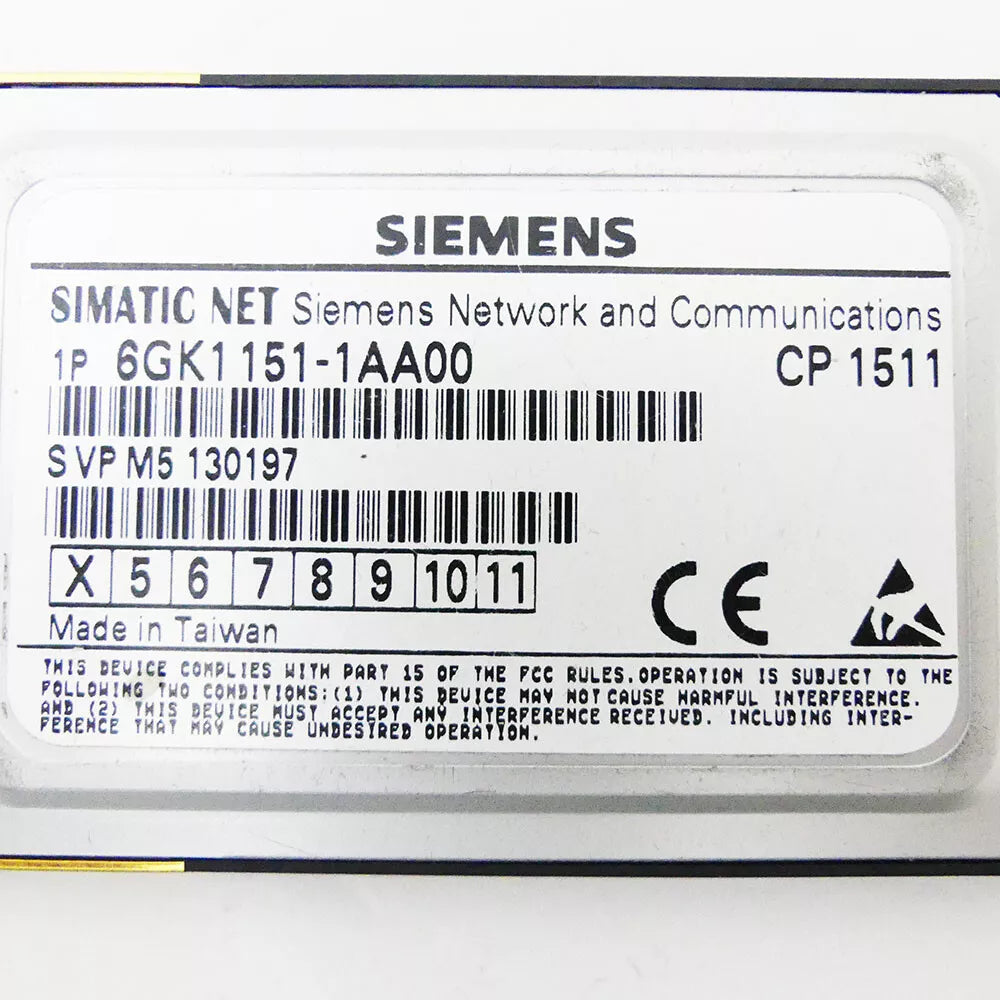 SIEMENS
SIMATIC NET Siemens Network and Communications
1P 6GK1 151-1AA00 CP 1511
S VP M5 130197
X 5 6 7 8 9 10 11
CE
Made in Taiwan
THIS DEVICE COMPLIES WITH PART 15 OF THE FCC RULES.OPERATION IS SUBJECT TO THE
FOLLOWING TWO CONDITIONS:(1) THIS DEVICE MAY NOT CAUSE HARMFUL INTERFERENCE.
AND (2) THIS DEVICE MUST ACCEPT ANY INTERFERENCE RECEIVED. INCLUDING INTER-
FERENCE THAT MAY CAUSE UNDESIRED OPERATION.